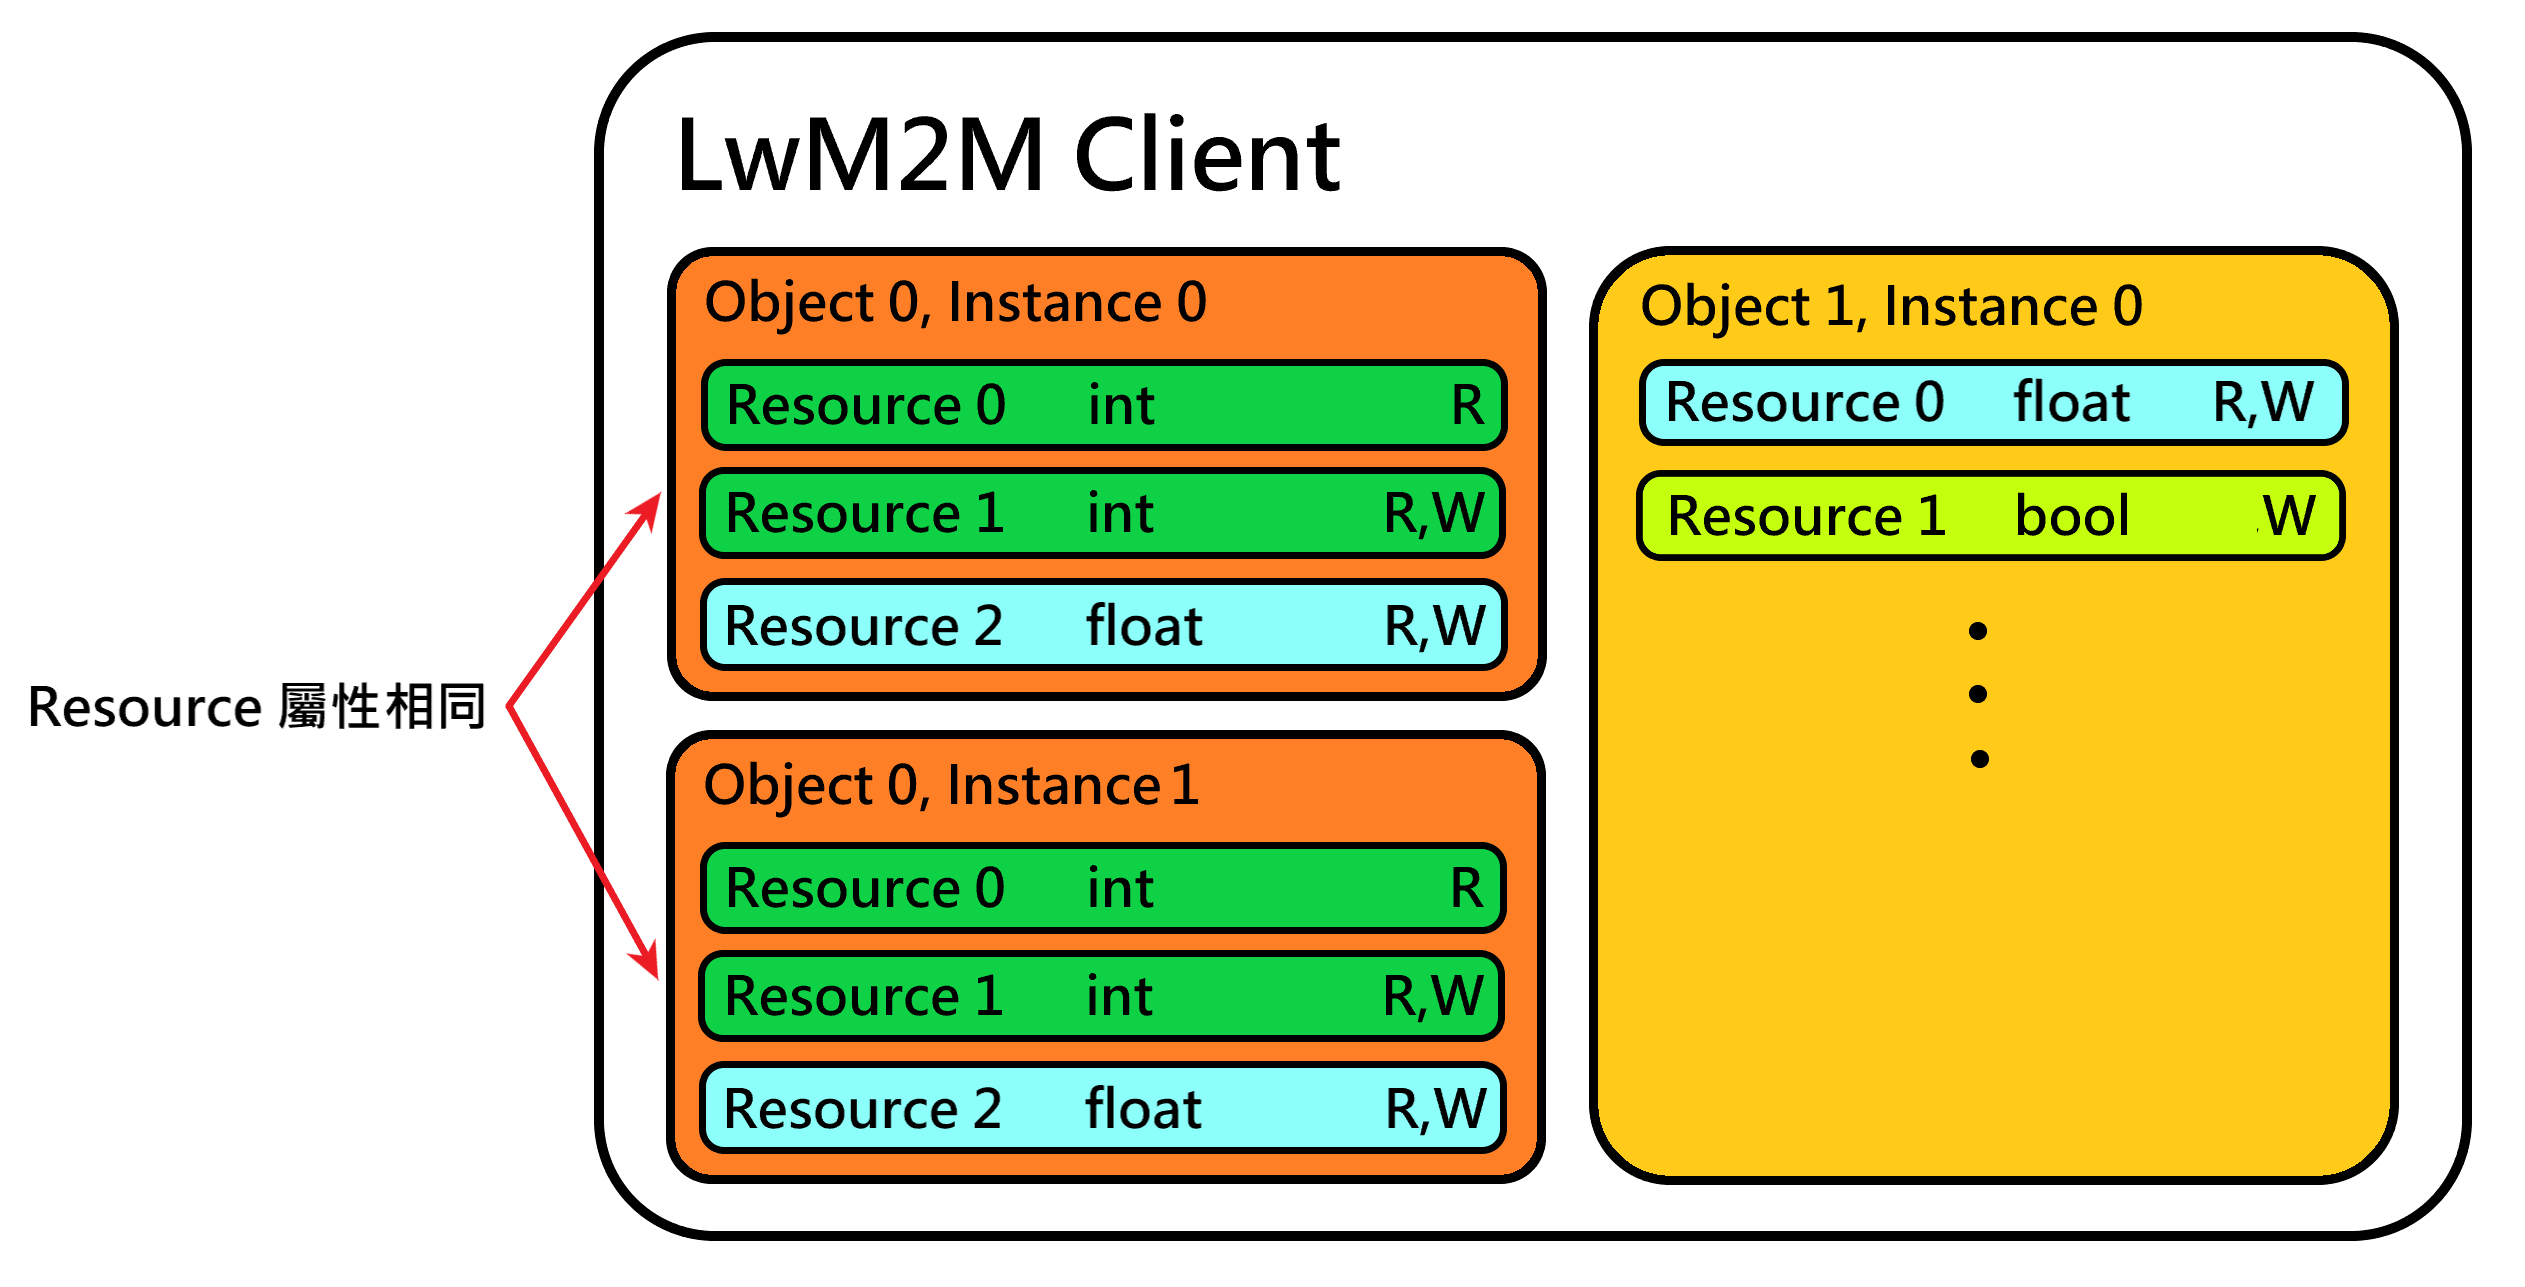 LwM2M Client
Object 0, Instance 0
Resource 0 int R
Resource 1 int R,W
Resource 2 float R,W
Object 0, Instance 1
Resource 0 int R
Resource 1 int R,W
Resource 2 float R,W
Object 1, Instance 0
Resource 0 float R,W
Resource 1 bool ,W
Resource 屬性相同